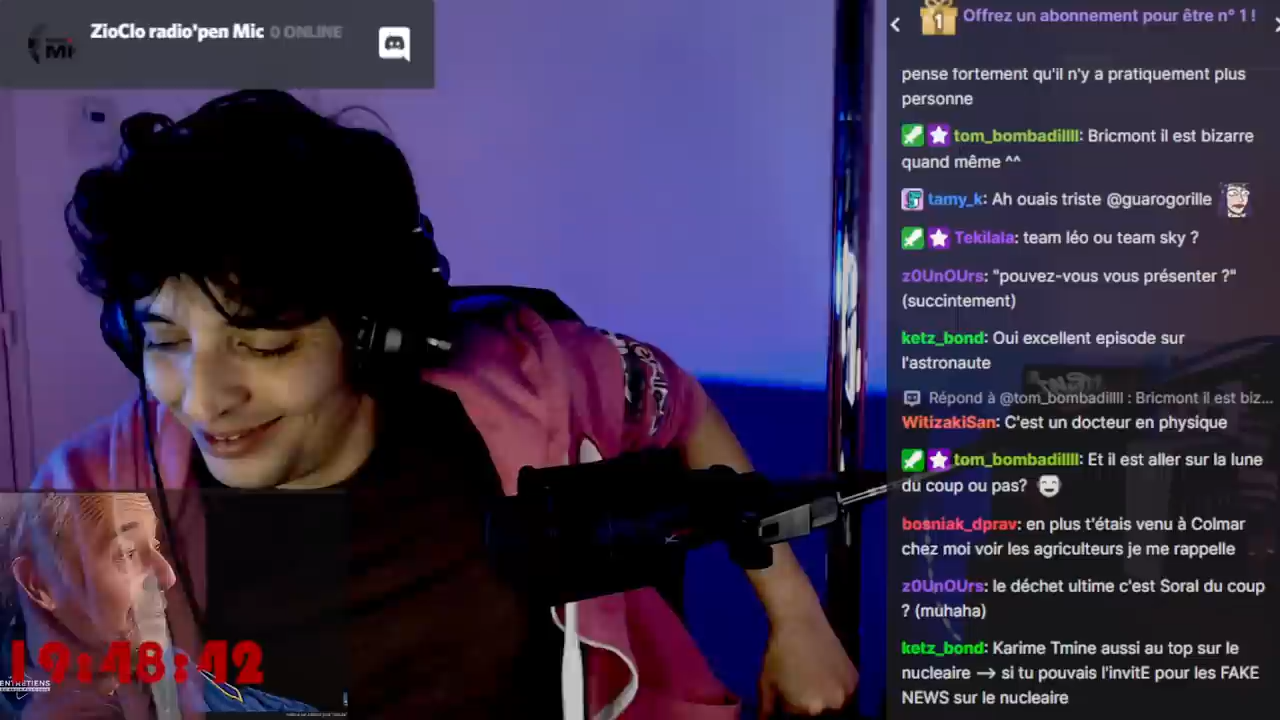 ZioClo radio'pen Mic 0 ONLINE
MI
1
Offrez un abonnement pour être n° 1 !
pense fortement qu'il n'y a pratiquement plus
personne
tom_bombadillll: Bricmont il est bizarre
quand même ^^
tamy_k: Ah ouais triste @guarogorille
Tekilala: team léo ou team sky ?
z0UnOUrs: "pouvez-vous vous présenter ?"
(succintement)
ketz_bond: Oui excellent episode sur
l'astronaute
Répond à @tom_bombadillll : Bricmont il est biz...
WitizakiSan: C'est un docteur en physique
tom_bombadillll: Et il est aller sur la lune
du coup ou pas?
bosniak_dprav: en plus t'étais venu à Colmar
chez moi voir les agriculteurs je me rappelle
z0UnOUrs: le déchet ultime c'est Soral du coup
? (muhaha)
ketz_bond: Karime Tmine aussi au top sur le
nucleaire --> si tu pouvais l'invitE pour les FAKE
NEWS sur le nucleaire
19:48:42
ENTRETIENS